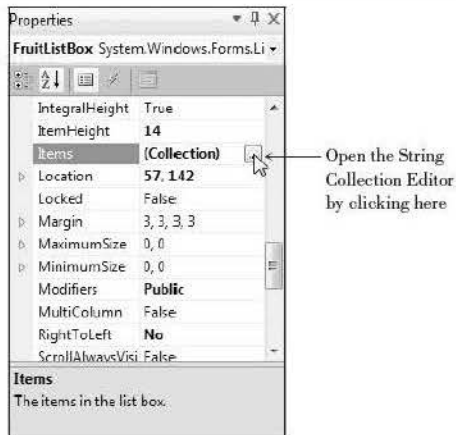 Properties
FruitListBox System.Windows.Forms.Li
IntegralHeight True
ItemHeight 14
Items (Collection)
Location 57, 142
Locked False
Margin 3, 3, 3, 3
MaximumSize 0, 0
MinimumSize 0, 0
Modifiers Public
MultiColumn False
RightToLeft No
ScrollAlwaysVisi False
Items
The items in the list box.
Open the String
Collection Editor
by clicking here